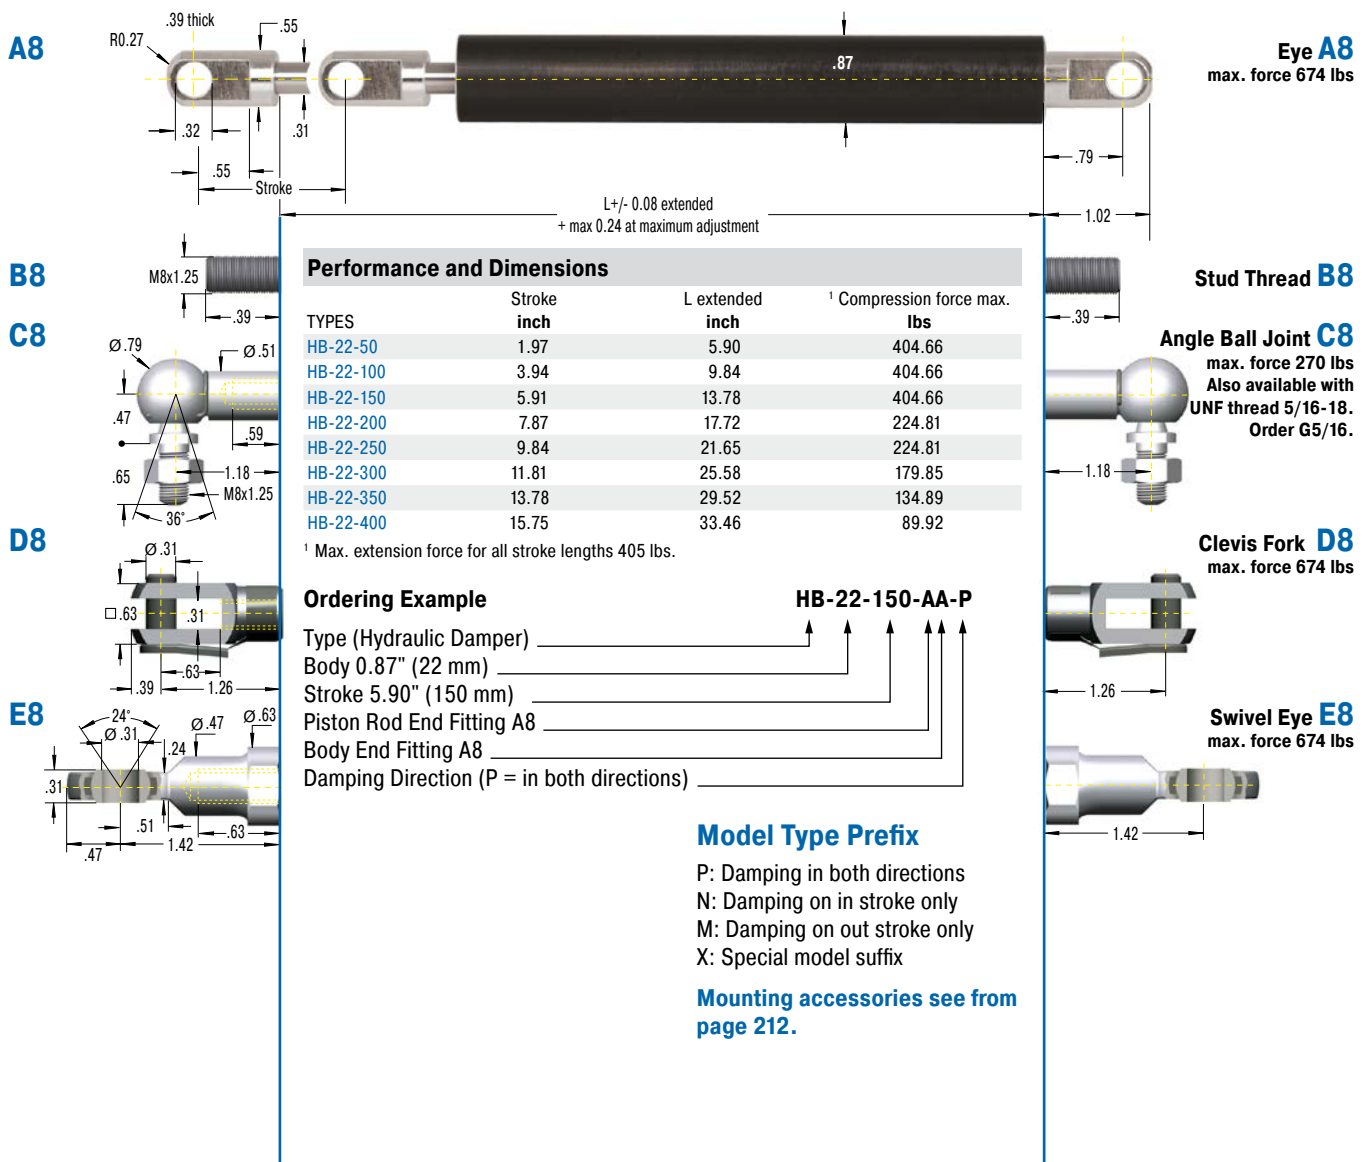 A8
.39 thick
R0.27
.55
.87
.32
.31
.55
Stroke
.79
1.02
L+/- 0.08 extended
+ max 0.24 at maximum adjustment
Eye A8
max. force 674 lbs
B8
M8x1.25
.39
.39
Stud Thread B8
Performance and Dimensions
Stroke L extended ¹ Compression force max.
TYPES inch inch lbs
HB-22-50 1.97 5.90 404.66
HB-22-100 3.94 9.84 404.66
HB-22-150 5.91 13.78 404.66
HB-22-200 7.87 17.72 224.81
HB-22-250 9.84 21.65 224.81
HB-22-300 11.81 25.58 179.85
HB-22-350 13.78 29.52 134.89
HB-22-400 15.75 33.46 89.92
¹ Max. extension force for all stroke lengths 405 lbs.
C8
Ø.79
Ø.51
.47
.59
.65
1.18
M8x1.25
36°
1.18
Angle Ball Joint C8
max. force 270 lbs
Also available with
UNF thread 5/16-18.
Order G5/16.
D8
Ø.31
□.63
.31
.63
.39
1.26
1.26
Clevis Fork D8
max. force 674 lbs
Ordering Example HB-22-150-AA-P
Type (Hydraulic Damper)
Body 0.87" (22 mm)
Stroke 5.90" (150 mm)
Piston Rod End Fitting A8
Body End Fitting A8
Damping Direction (P = in both directions)
E8
24°
Ø.47
Ø.63
Ø.31
.24
.31
.51
.63
.47
1.42
1.42
Swivel Eye E8
max. force 674 lbs
Model Type Prefix
P: Damping in both directions
N: Damping on in stroke only
M: Damping on out stroke only
X: Special model suffix
Mounting accessories see from
page 212.